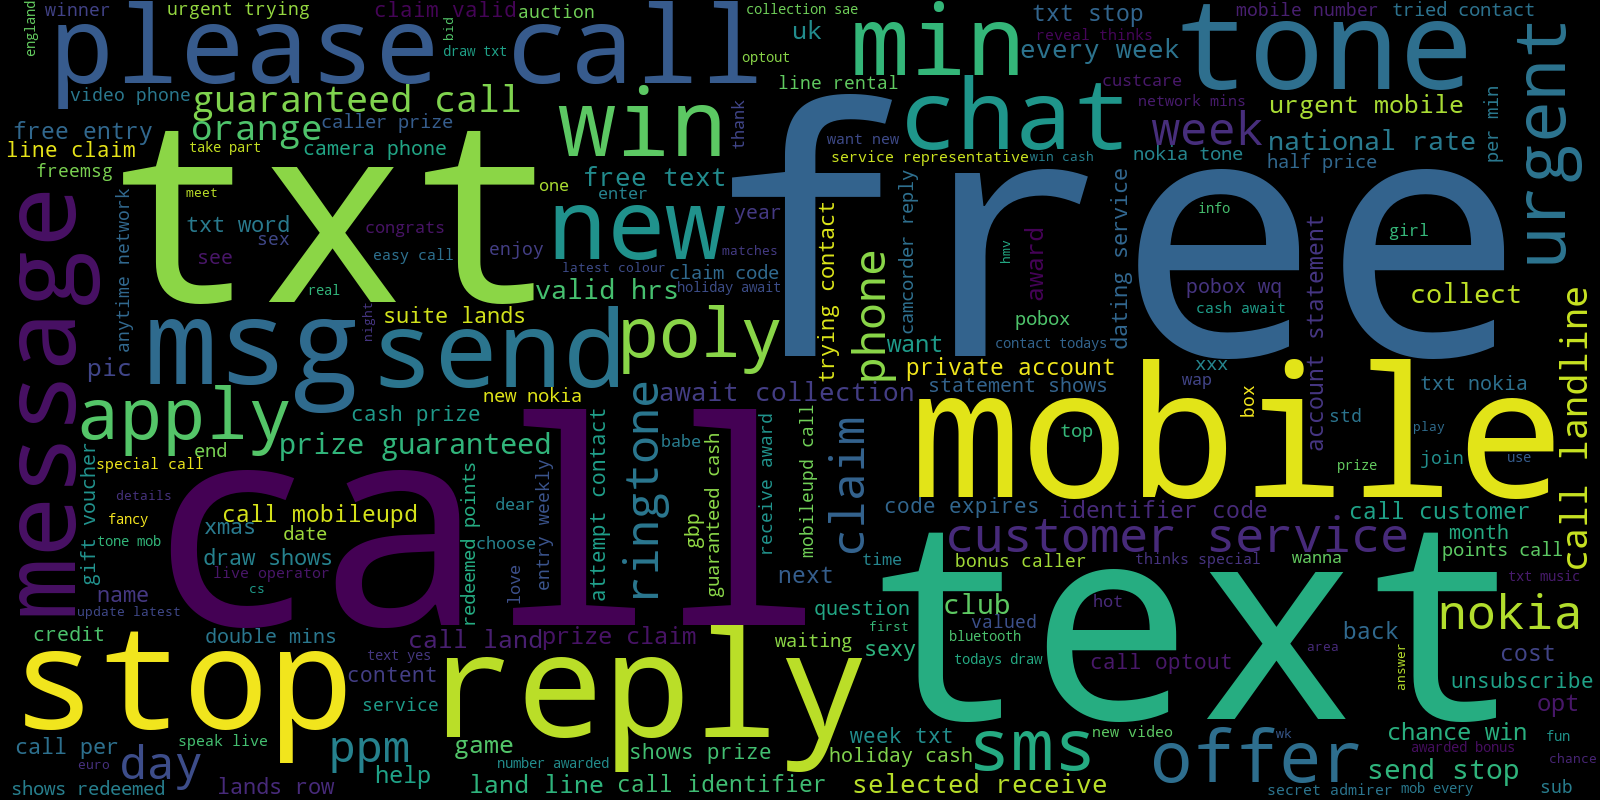 england
winner
urgent trying
claim valid
auction
collection sae
uk
txt stop
mobile number
tried contact
please call
bid
draw txt
optout
min
reveal thinks
every week
tone
urgent
video phone
guaranteed call
win
line rental
custcare
network mins
urgent mobile
per min
free entry
orange
caller prize
thank
want new
chat
week
national rate
line claim
take part
camera phone
service representative
win cash
nokia tone
half price
freemsg
txt
meet
free text
one
enter
free
info
message
anytime network
txt word
sex
congrats
new
year
trying contact
camcorder reply
hmv
award
dating service
girl
see
easy call
enjoy
matches
latest colour
claim code
holiday await
phone
pobox wq
account statement
collect
real
valid hrs
cash await
call landline
night
suite lands
msg
send
poly
want
contact todays
pobox
pic
private account
xxx
statement shows
wap
txt nokia
apply
new nokia
await collection
mobile
box
std
play
cash prize
ringtone
claim
top
prize guaranteed
babe
end
special call
gift voucher
call
redeemed points
entry weekly
attempt contact
guaranteed cash
receive award
mobileupd call
join
use
prize
details
fancy
call mobileupd
dear
gbp
code expires
identifier code
call customer
xmas
date
tone mob
choose
customer service
month
draw shows
time
bonus caller
thinks special
wanna
points call
live operator
cs
love
next
text
txt music
name
update latest
question
club
hot
nokia
credit
double mins
call land
prize claim
waiting
first
valued
back
stop
reply
sexy
bluetooth
text yes
todays draw
call optout
area
answer
cost
content
unsubscribe
service
opt
call per
speak live
ppm
game
shows prize
week txt
sms
new video
offer
wk
chance win
fun
euro
day
help
number awarded
holiday cash
awarded bonus
chance
send stop
shows redeemed
lands row
land line
call identifier
selected receive
secret admirer
mob every
sub